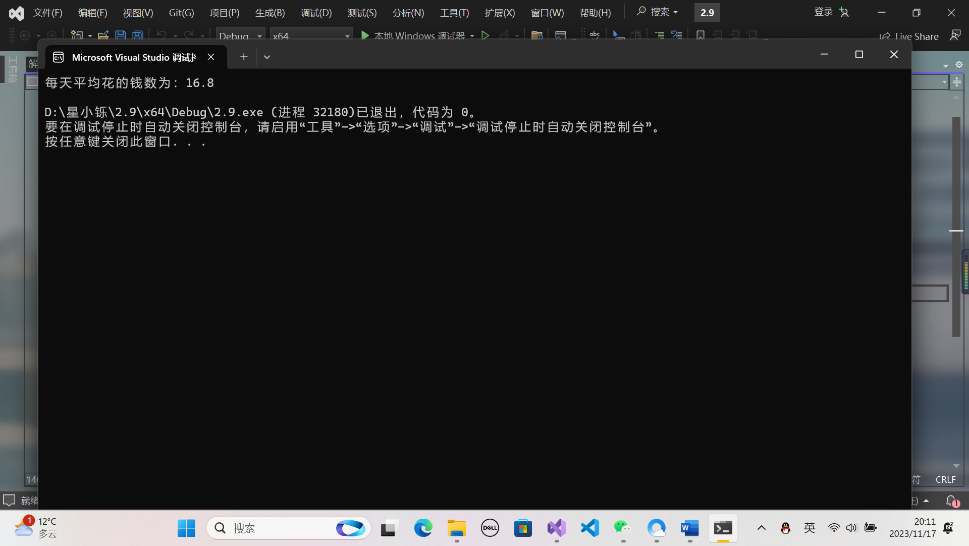 文件(F) 编辑(E) 视图(V) Git(G) 项目(P) 生成(B) 调试(D) 测试(S) 分析(N) 工具(T) 扩展(X) 窗口(W) 帮助(H) 搜索 2.9 登录
Debug x64 本地 Windows 调试器 Live Share
Microsoft Visual Studio 调试
每天平均花的钱数为：16.8
D:\星小铄\2.9\x64\Debug\2.9.exe (进程 32180)已退出，代码为 0。
要在调试停止时自动关闭控制台，请启用“工具”->“选项”->“调试”->“调试停止时自动关闭控制台”。
按任意键关闭此窗口. . .
符 CRLF
就绪
1
12°C
多云
搜索
DELL
英
20:11
2023/11/17